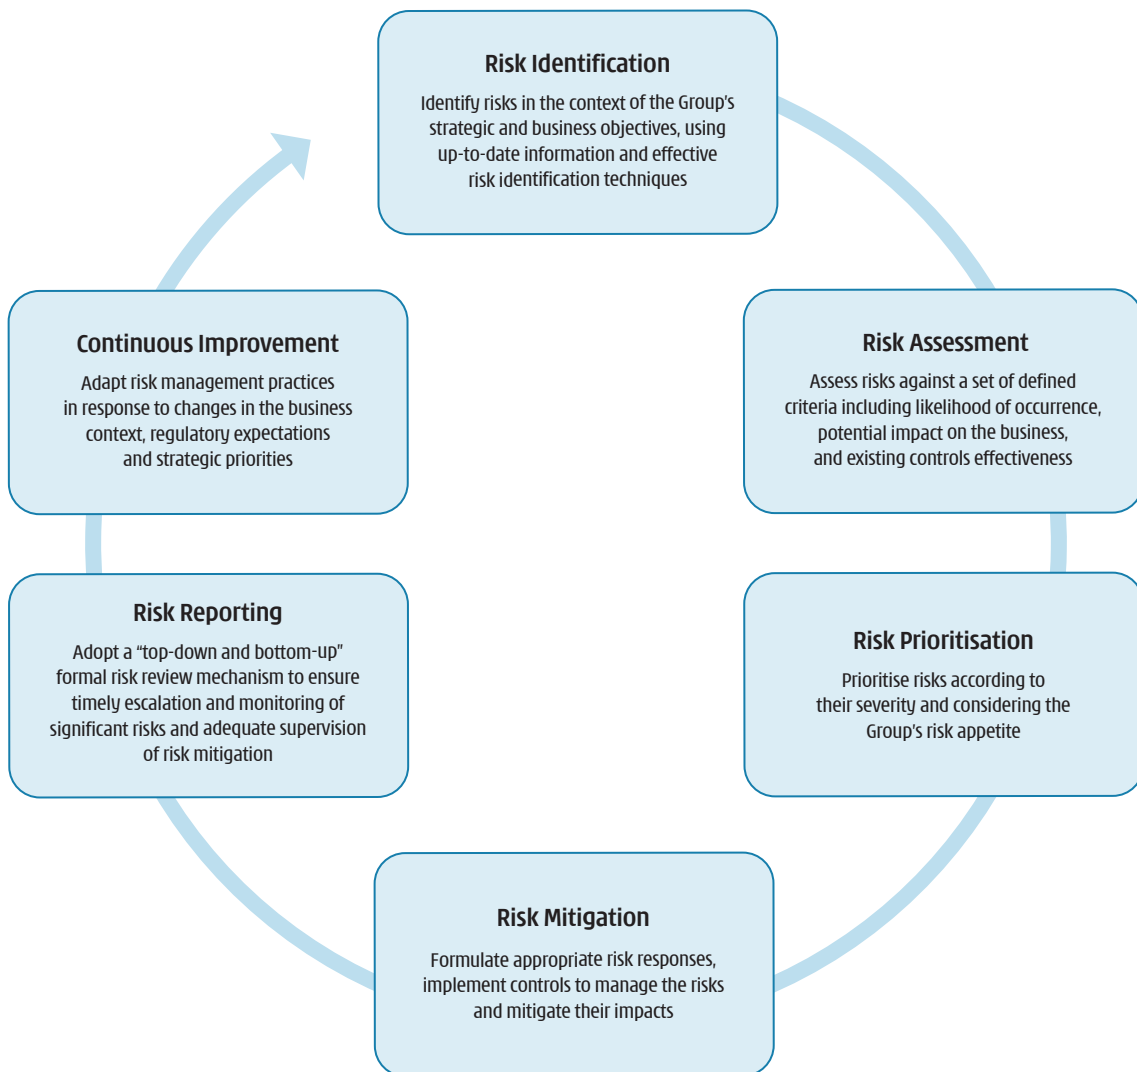 Risk Identification
Identify risks in the context of the Group's
strategic and business objectives, using
up-to-date information and effective
risk identification techniques
Risk Assessment
Assess risks against a set of defined
criteria including likelihood of occurrence,
potential impact on the business,
and existing controls effectiveness
Risk Prioritisation
Prioritise risks according to
their severity and considering the
Group's risk appetite
Risk Mitigation
Formulate appropriate risk responses,
implement controls to manage the risks
and mitigate their impacts
Risk Reporting
Adopt a “top-down and bottom-up”
formal risk review mechanism to ensure
timely escalation and monitoring of
significant risks and adequate supervision
of risk mitigation
Continuous Improvement
Adapt risk management practices
in response to changes in the business
context, regulatory expectations
and strategic priorities